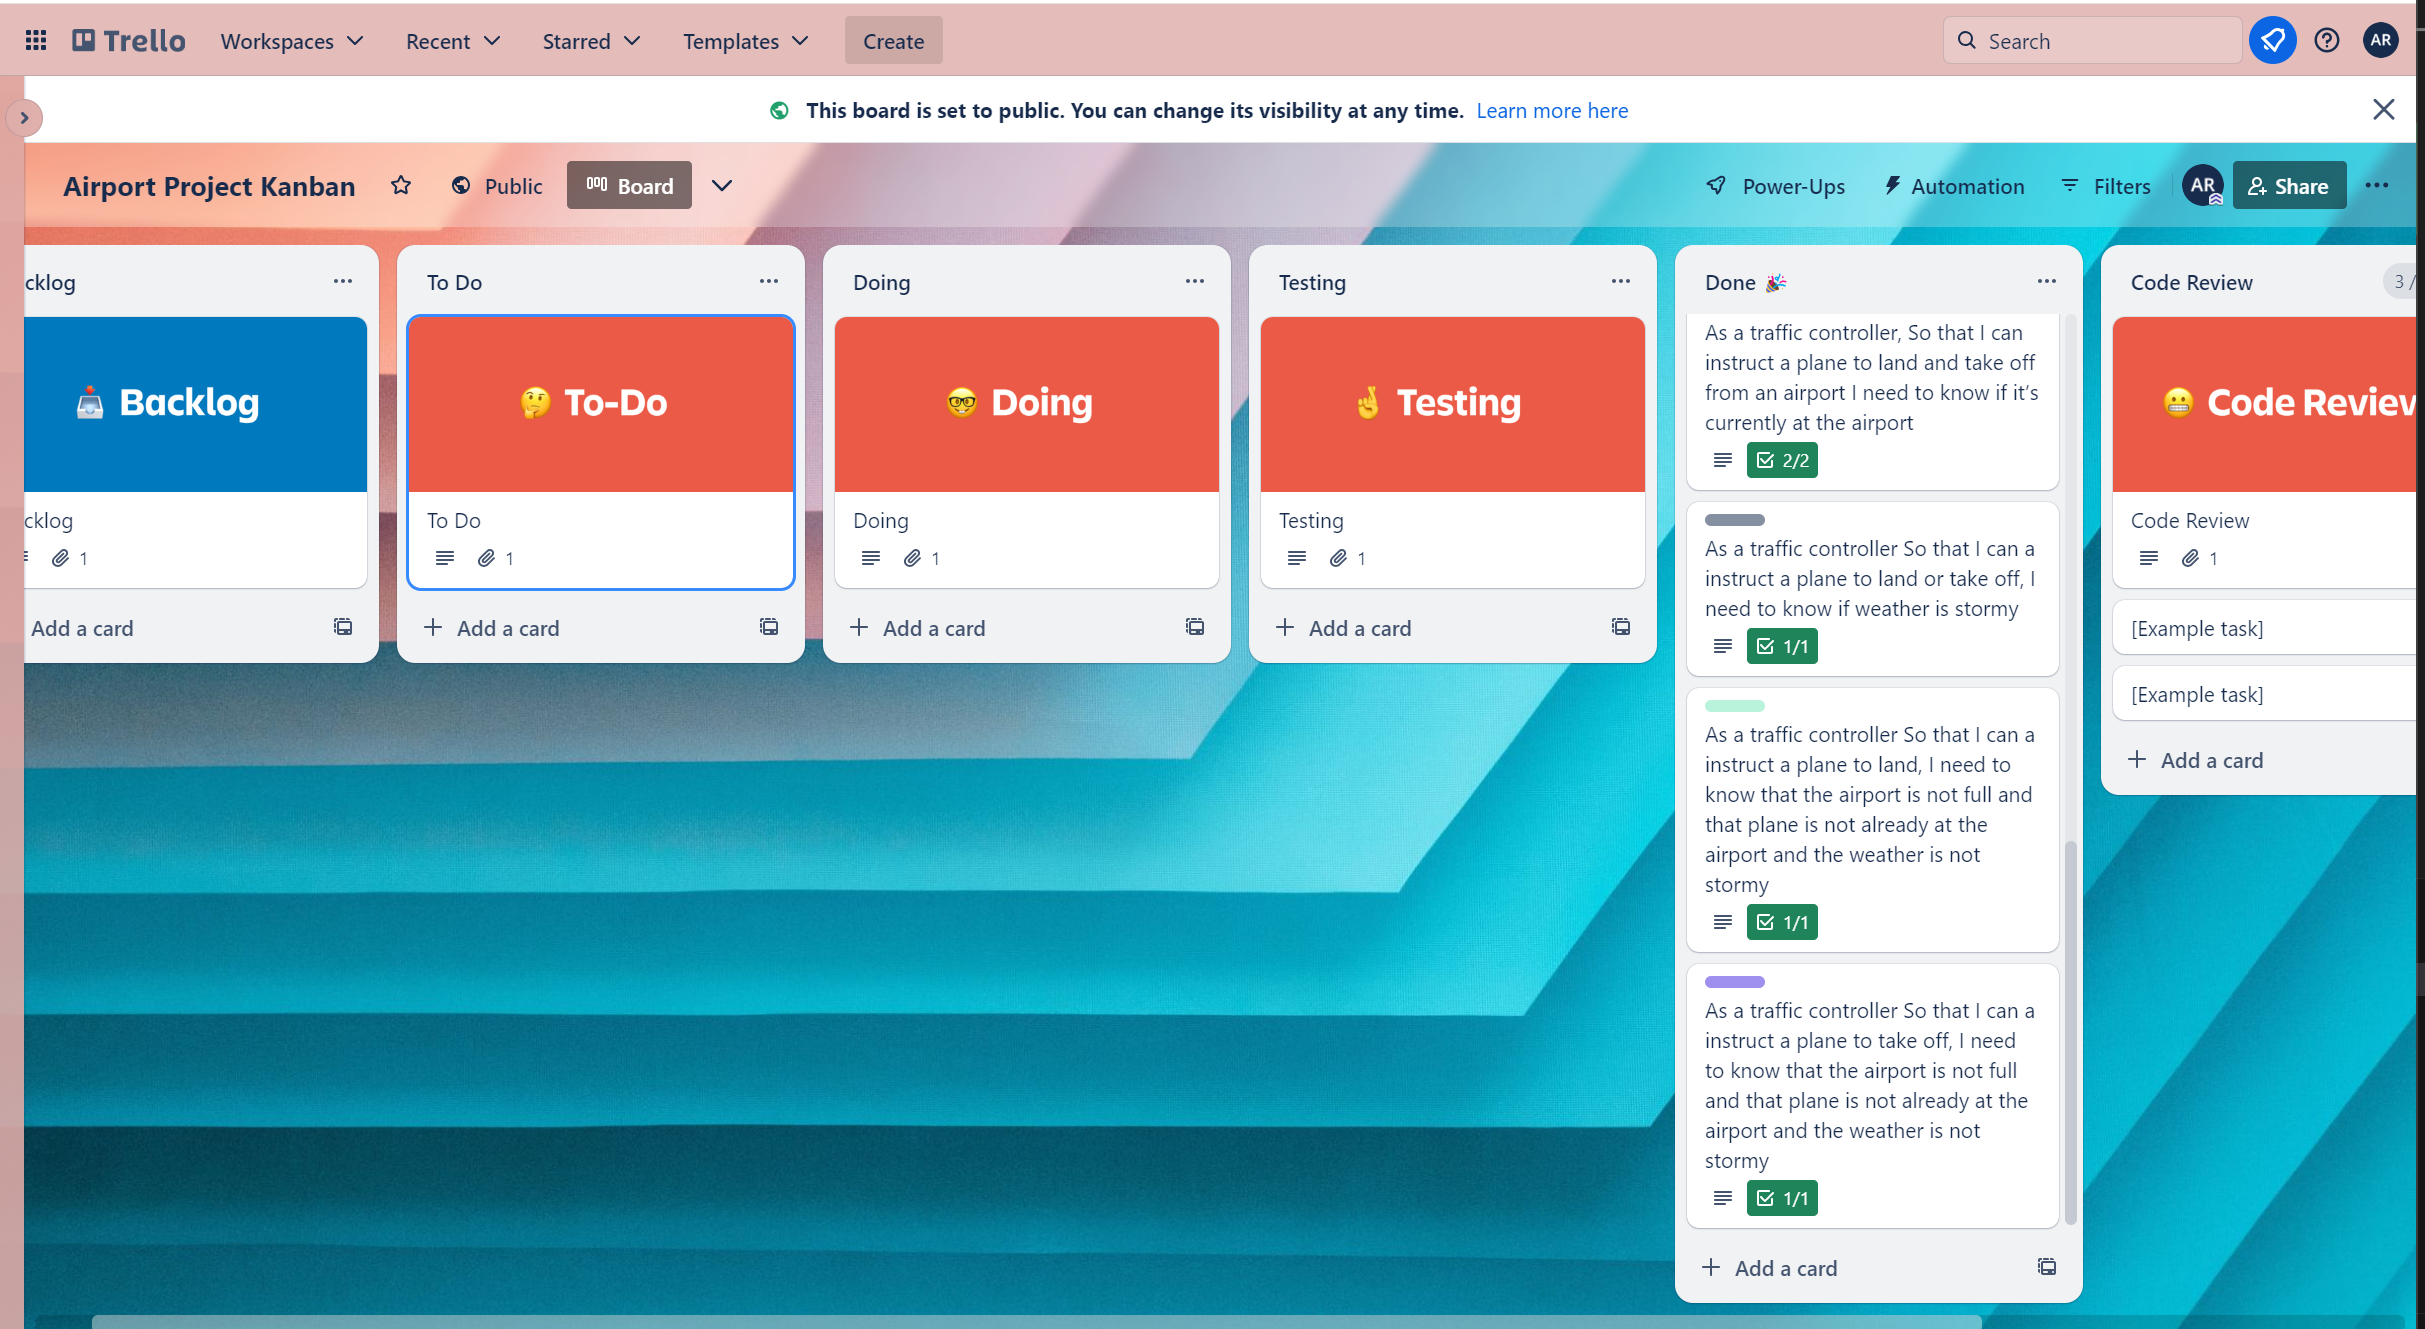 Trello
Workspaces
Recent
Starred
Templates
Create
Search
AR
This board is set to public. You can change its visibility at any time. Learn more here
Airport Project Kanban
Public
Board
Power-Ups
Automation
Filters
AR
Share
cklog
Backlog
cklog
1
Add a card
To Do
To-Do
To Do
1
Add a card
Doing
Doing
Doing
1
Add a card
Testing
Testing
Testing
1
Add a card
Done
As a traffic controller, So that I can
instruct a plane to land and take off
from an airport I need to know if it’s
currently at the airport
2/2
As a traffic controller So that I can a
instruct a plane to land or take off, I
need to know if weather is stormy
1/1
As a traffic controller So that I can a
instruct a plane to land, I need to
know that the airport is not full and
that plane is not already at the
airport and the weather is not
stormy
1/1
As a traffic controller So that I can a
instruct a plane to take off, I need
to know that the airport is not full
and that plane is not already at the
airport and the weather is not
stormy
1/1
Add a card
Code Review
3 /
Code Review
Code Review
1
[Example task]
[Example task]
Add a card